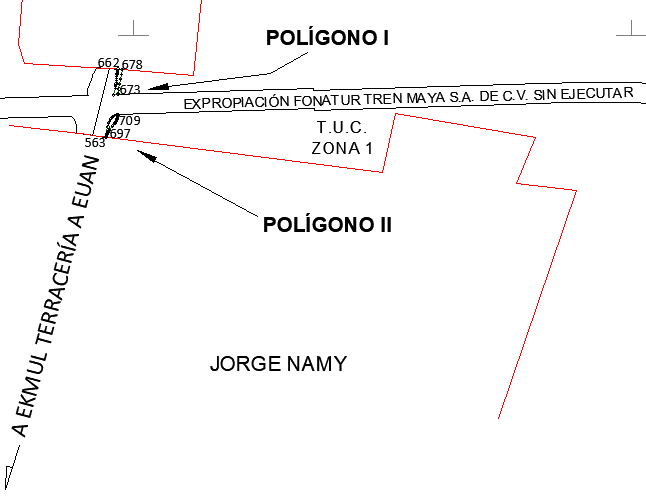 POLÍGONO I
662 678
673
EXPROPIACIÓN FONATUR TREN MAYA S.A. DE C.V. SIN EJECUTAR
709
T.U.C.
ZONA 1
697
563
POLÍGONO II
A EKMUL TERRACERÍA A EUAN
JORGE NAMY